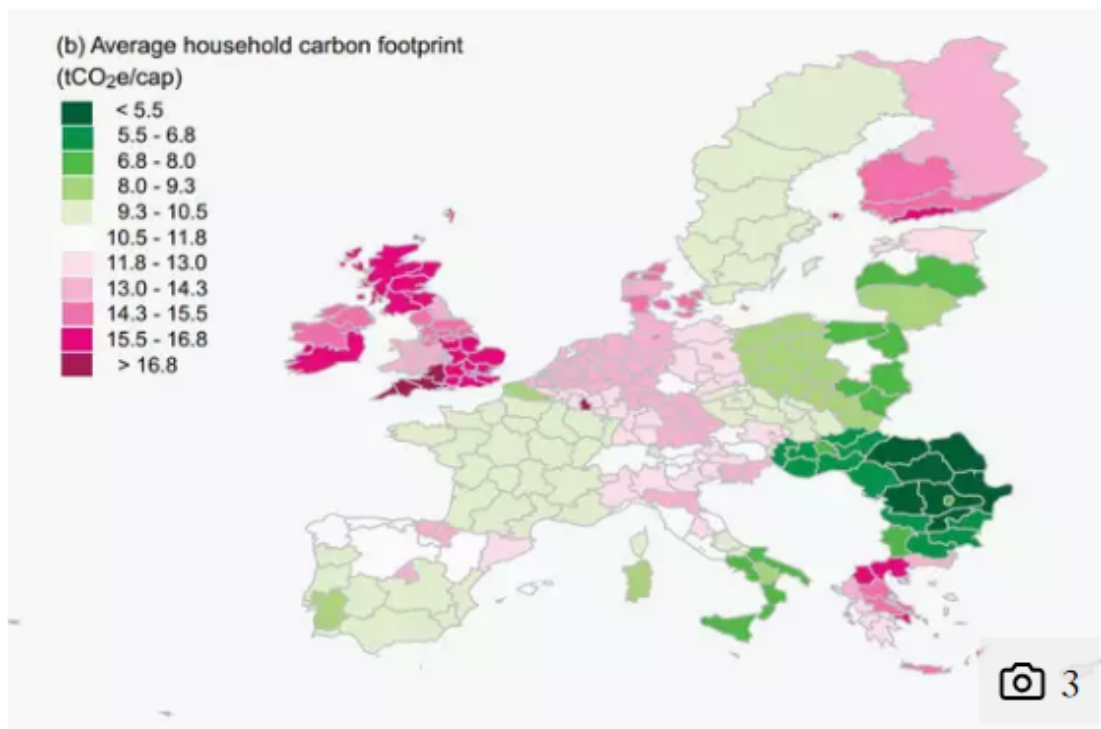 (b) Average household carbon footprint
(tCO₂e/cap)
< 5.5
5.5 - 6.8
6.8 - 8.0
8.0 - 9.3
9.3 - 10.5
10.5 - 11.8
11.8 - 13.0
13.0 - 14.3
14.3 - 15.5
15.5 - 16.8
> 16.8
3